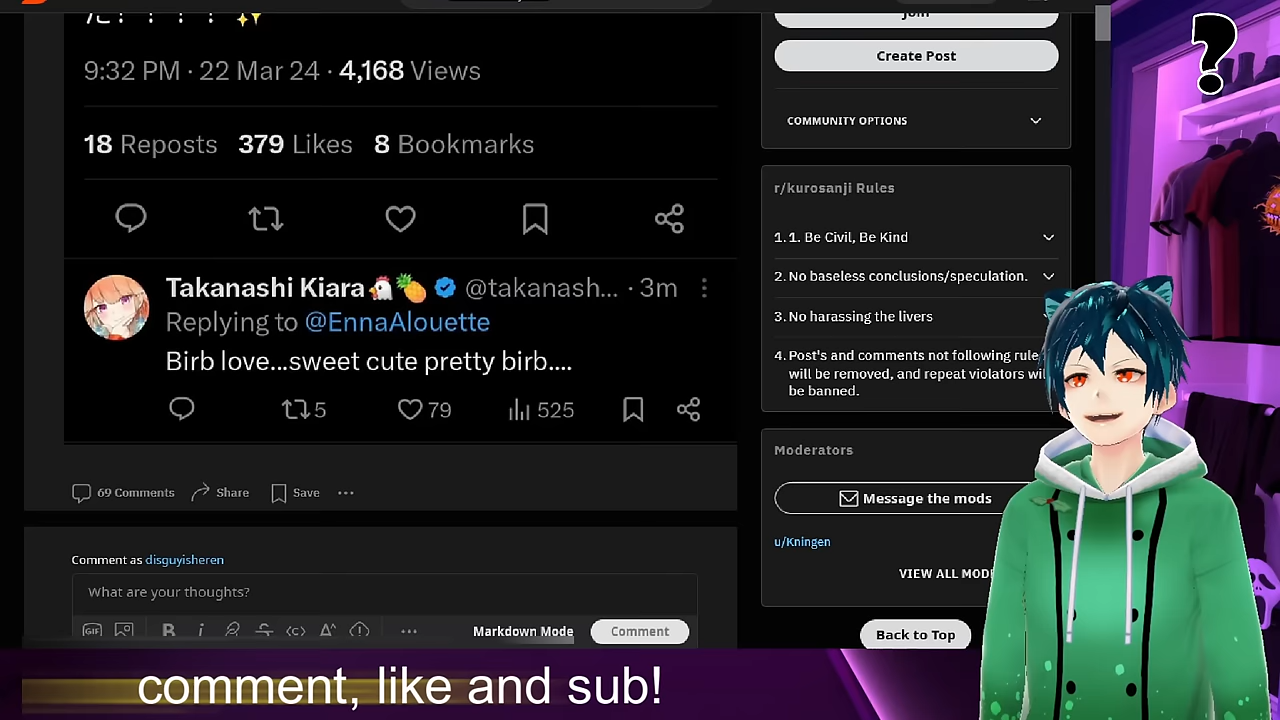 9:32 PM · 22 Mar 24 · 4,168 Views
18 Reposts 379 Likes 8 Bookmarks
Takanashi Kiara🐔🍍 @takanash... · 3m
Replying to @EnnaAlouette
Birb love...sweet cute pretty birb....
5 79 525
69 Comments Share Save ...
Comment as disguyisheren
What are your thoughts?
GIF B i S <c> A Markdown Mode Comment
Join
Create Post
COMMUNITY OPTIONS
r/kurosanji Rules
1. 1. Be Civil, Be Kind
2. No baseless conclusions/speculation.
3. No harassing the livers
4. Post's and comments not following rule
will be removed, and repeat violators wi
be banned.
Moderators
Message the mods
u/Kningen
VIEW ALL MOD
Back to Top
comment, like and sub!
?